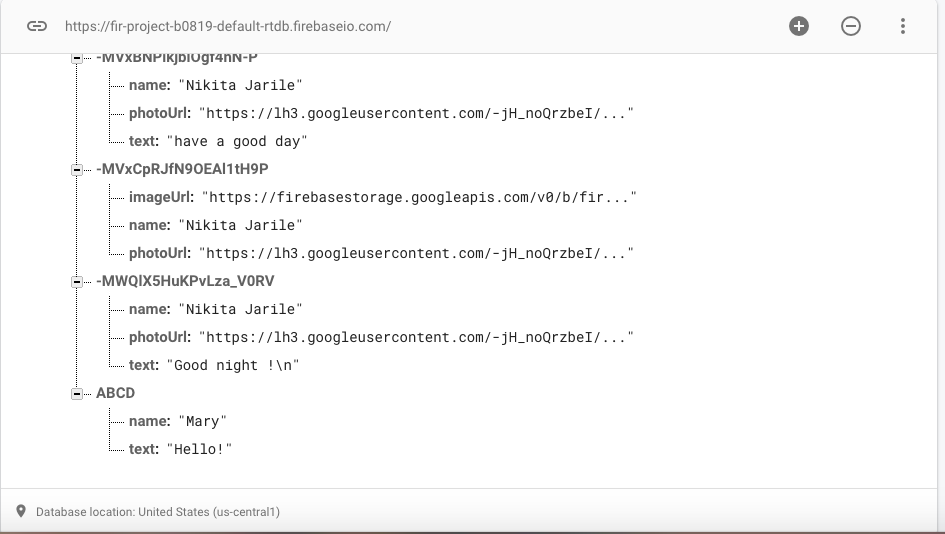 https://fir-project-b0819-default-rtdb.firebaseio.com/
name: "Nikita Jarile"
photoUrl: "https://lh3.googleusercontent.com/-jH_noQrzbeI/..."
text: "have a good day"
-MVxCpRJfN9OEAl1tH9P
imageUrl: "https://firebasestorage.googleapis.com/v0/b/fir..."
name: "Nikita Jarile"
photoUrl: "https://lh3.googleusercontent.com/-jH_noQrzbeI/..."
-MWQlX5HuKPvLza_V0RV
name: "Nikita Jarile"
photoUrl: "https://lh3.googleusercontent.com/-jH_noQrzbeI/..."
text: "Good night !\n"
ABCD
name: "Mary"
text: "Hello!"
Database location: United States (us-central1)